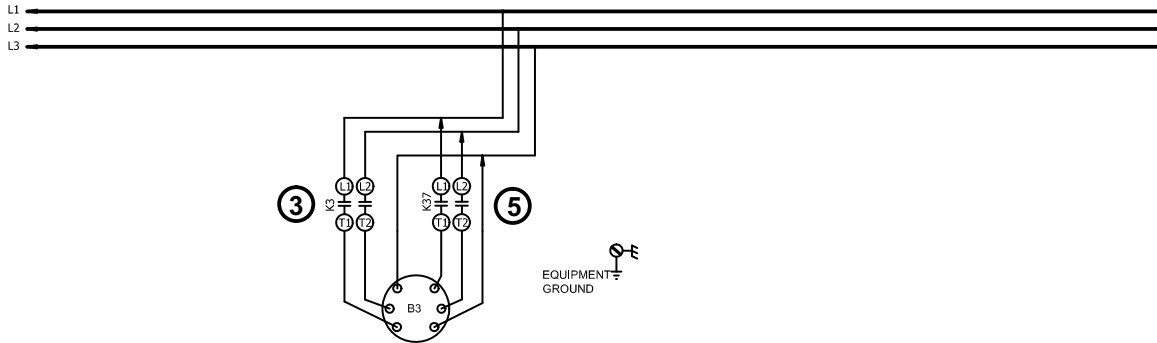 L1
L2
L3
L1 L2
L1 L2
3
K3
K37
5
T1 T2
T1 T2
EQUIPMENT
GROUND
B3